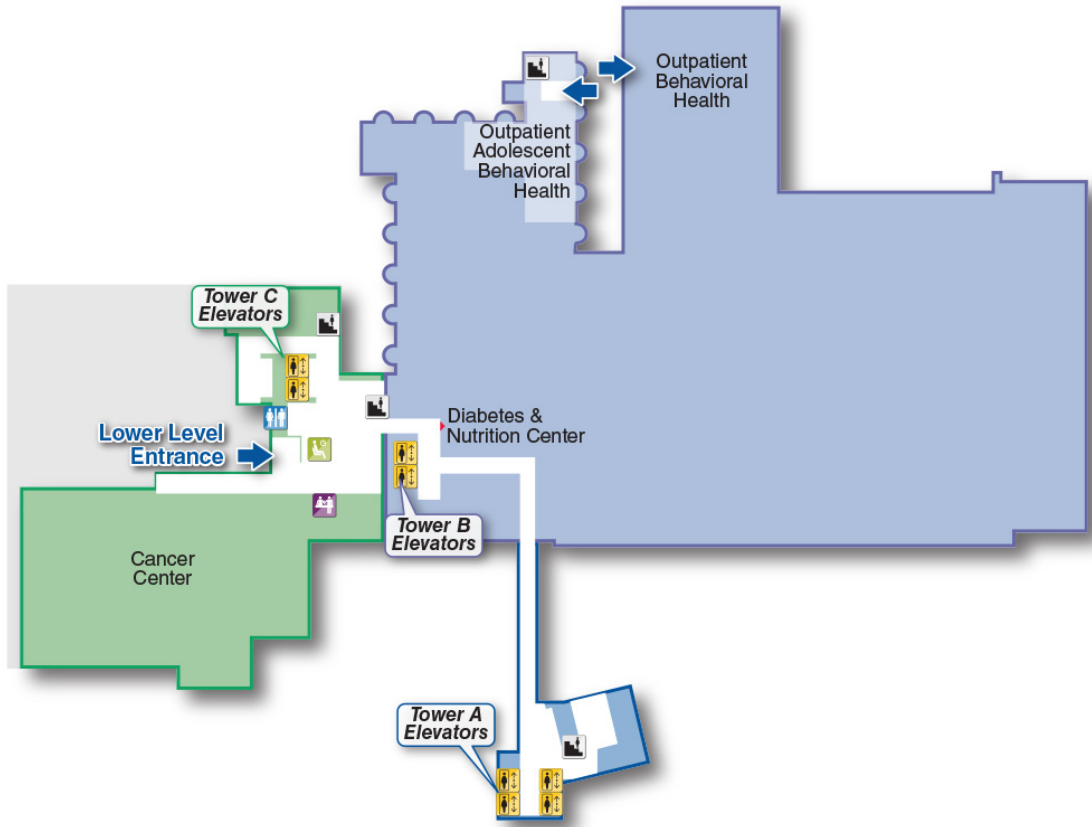 Outpatient
Behavioral
Health
Outpatient
Adolescent
Behavioral
Health
Tower C
Elevators
Lower Level
Entrance
Diabetes &
Nutrition Center
Tower B
Elevators
Cancer
Center
Tower A
Elevators